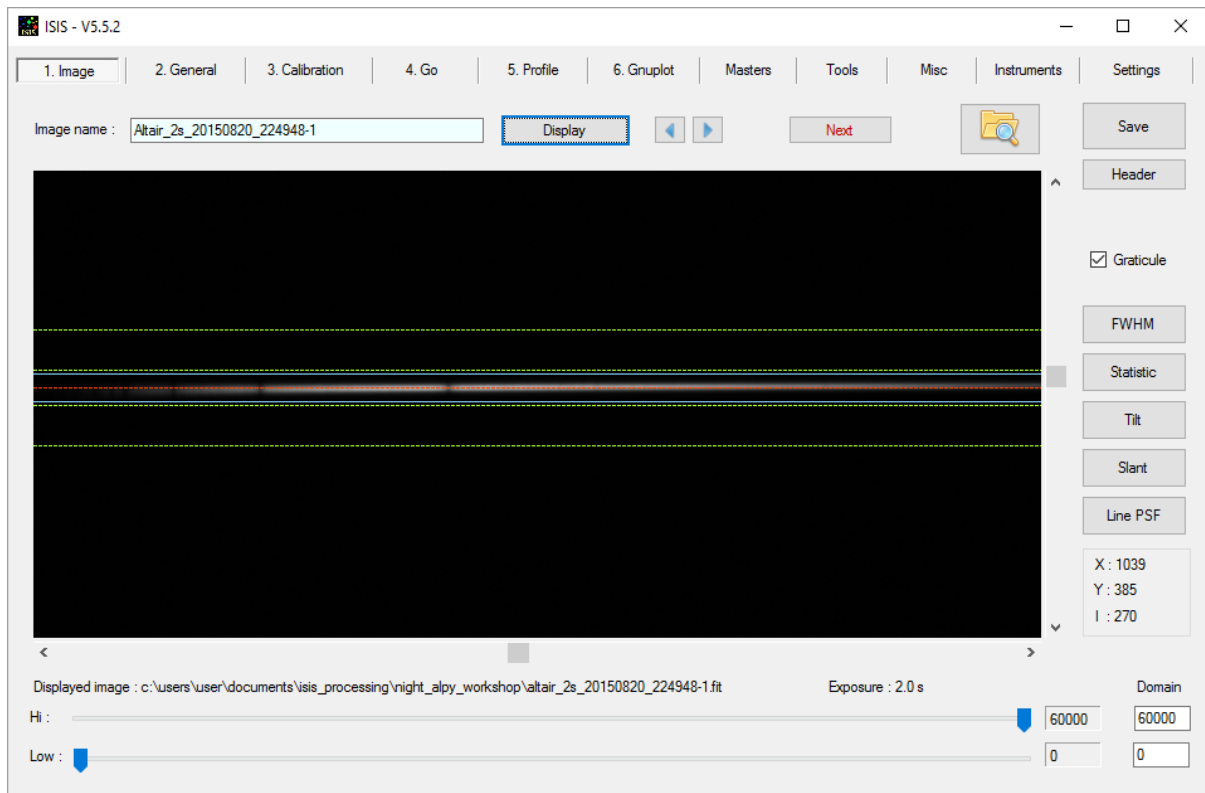 ISIS - V5.5.2
1. Image 2. General 3. Calibration 4. Go 5. Profile 6. Gnuplot Masters Tools Misc Instruments Settings
Image name : Altair_2s_20150820_224948-1 Display Next Save
Header
Graticule
FWHM
Statistic
Tilt
Slant
Line PSF
X : 1039
Y : 385
I : 270
Displayed image : c:\users\user\documents\isis_processing\night_alpy_workshop\altair_2s_20150820_224948-1.fit Exposure : 2.0 s Domain
Hi : 60000 60000
Low : 0 0